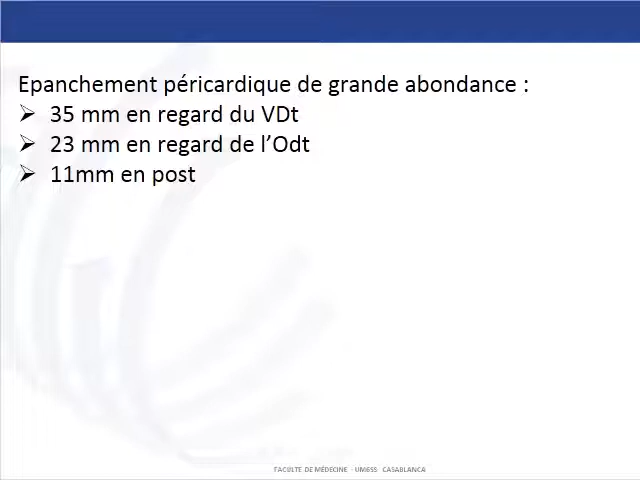 Epanchement péricardique de grande abondance :
➢ 35 mm en regard du VDt
➢ 23 mm en regard de l’Odt
➢ 11mm en post
FACULTE DE MÉDECINE - UM6SS CASABLANCA